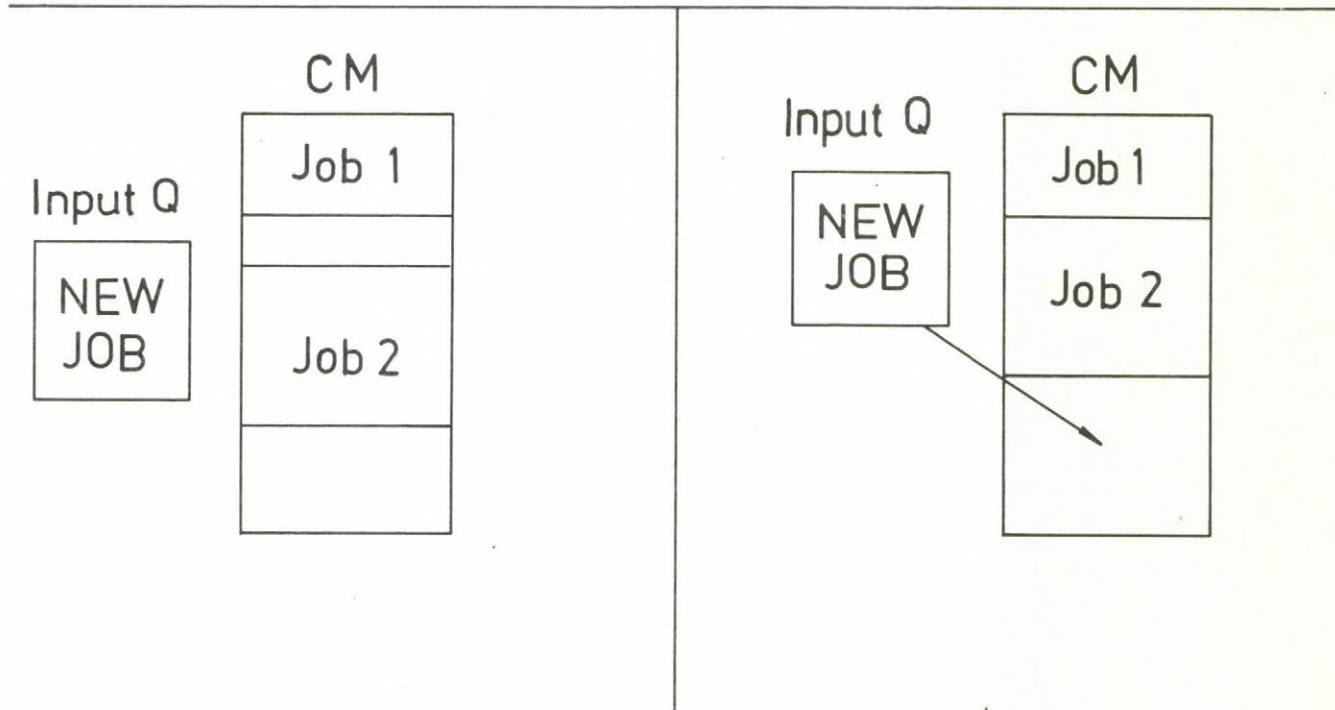 CM
Job 1
Input Q
NEW
JOB
Job 2
CM
Input Q
Job 1
NEW
JOB
Job 2